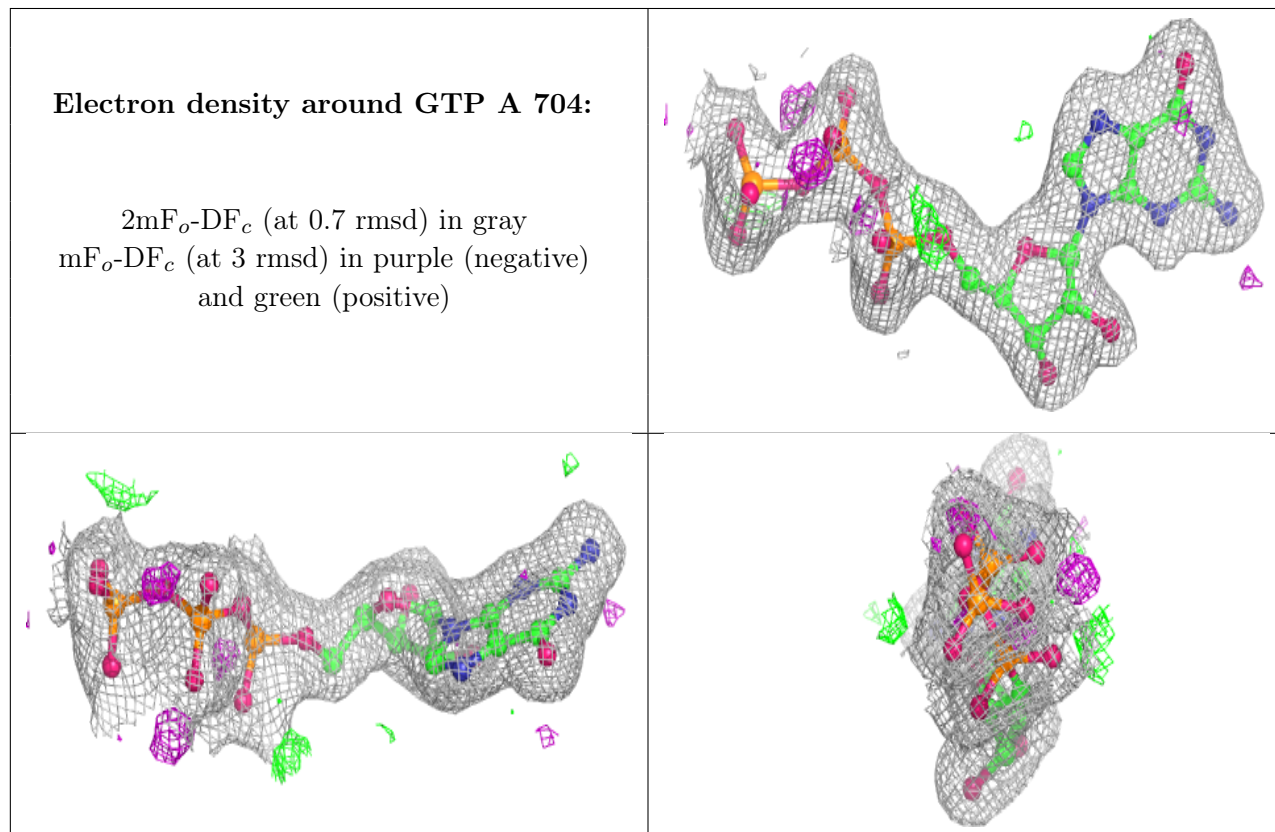 Electron density around GTP A 704:
2mFo-DFc (at 0.7 rmsd) in gray
mFo-DFc (at 3 rmsd) in purple (negative)
and green (positive)